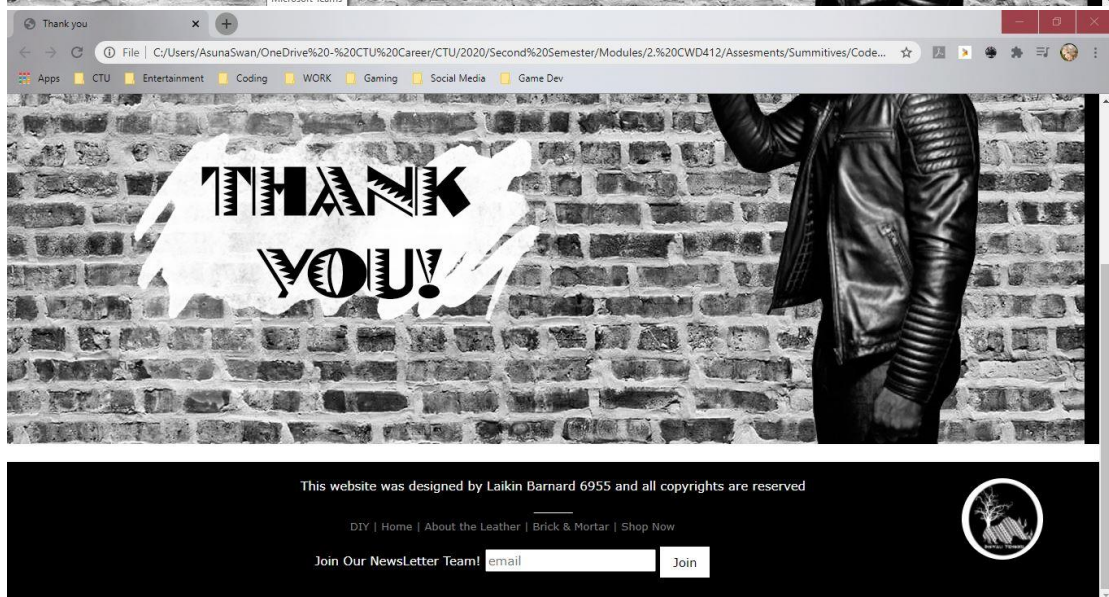 Microsoft Teams
Thank you
File | C:/Users/AsunaSwan/OneDrive%20-%20CTU%20Career/CTU/2020/Second%20Semester/Modules/2.%20CWD412/Assesments/Summitives/Code...
Apps CTU Entertainment Coding WORK Gaming Social Media Game Dev
THANK
YOU!
This website was designed by Laikin Barnard 6955 and all copyrights are reserved
DIY | Home | About the Leather | Brick & Mortar | Shop Now
Join Our NewsLetter Team! email Join